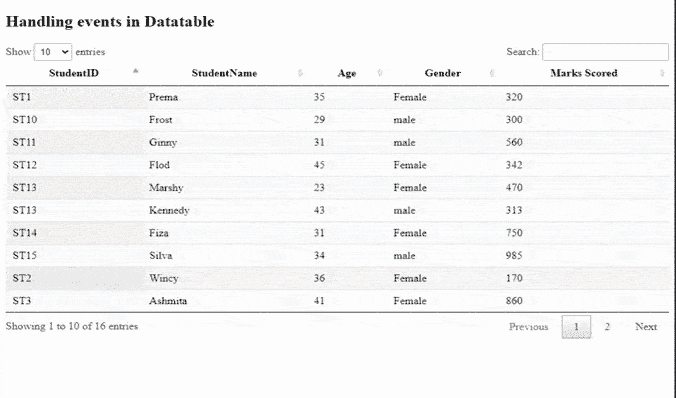 Handling events in Datatable
Show 10 entries Search:
StudentID StudentName Age Gender Marks Scored
ST1 Prema 35 Female 320
ST10 Frost 29 male 300
ST11 Ginny 31 male 560
ST12 Flod 45 Female 342
ST13 Marshy 23 Female 470
ST13 Kennedy 43 male 313
ST14 Fiza 31 Female 750
ST15 Silva 34 male 985
ST2 Wincy 36 Female 170
ST3 Ashmita 41 Female 860
Showing 1 to 10 of 16 entries Previous 1 2 Next